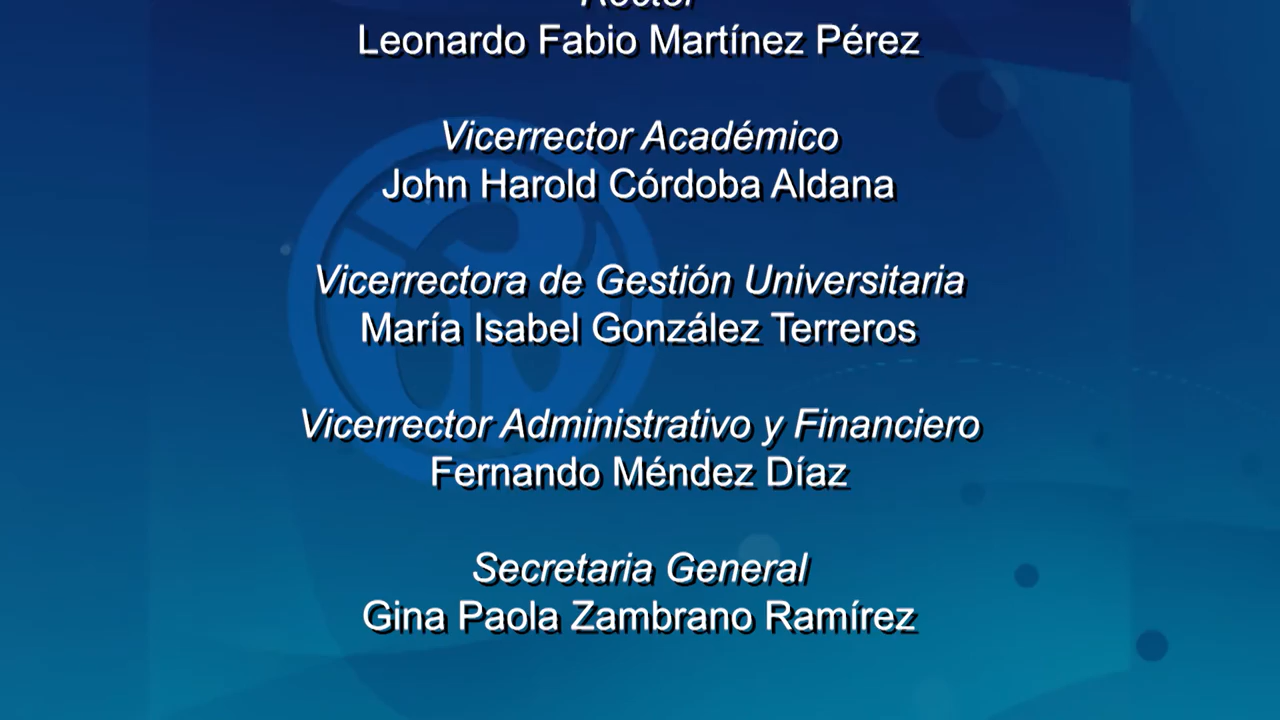 Rector
Leonardo Fabio Martínez Pérez
Vicerrector Académico
John Harold Córdoba Aldana
Vicerrectora de Gestión Universitaria
María Isabel González Terreros
Vicerrector Administrativo y Financiero
Fernando Méndez Díaz
Secretaria General
Gina Paola Zambrano Ramírez